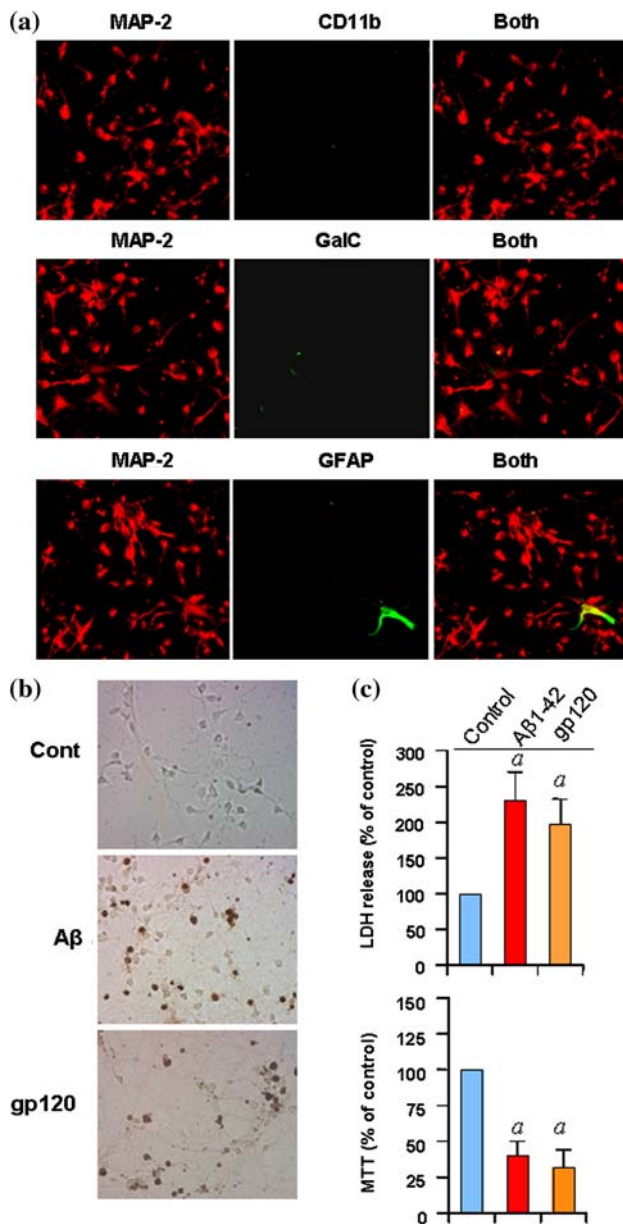 (a)
MAP-2 CD11b Both
MAP-2 GalC Both
MAP-2 GFAP Both
(b)
Cont
Aβ
gp120
(c)
Control
Aβ1-42
gp120
LDH release (% of control)
300
250
200
150
100
50
0
a a
MTT (% of control)
150
125
100
75
50
25
0
a a